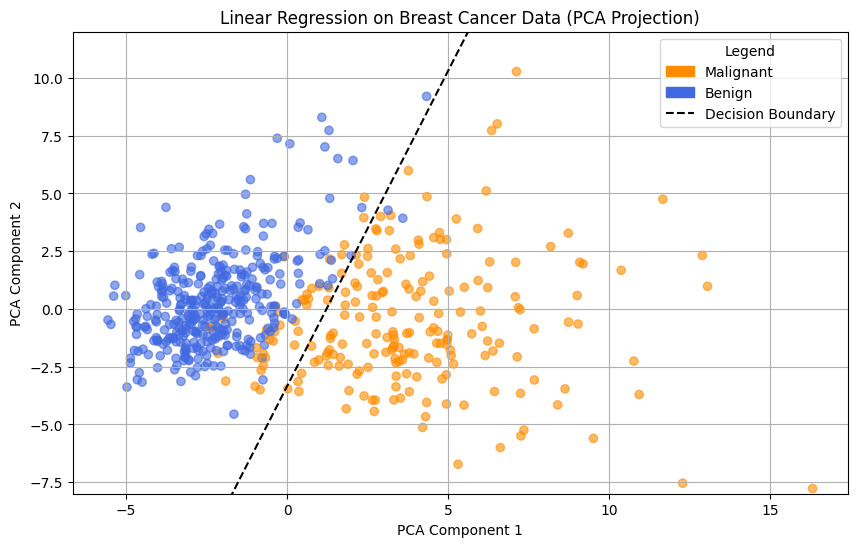 Linear Regression on Breast Cancer Data (PCA Projection)
Legend
Malignant
Benign
Decision Boundary
10.0
7.5
5.0
2.5
0.0
−2.5
−5.0
−7.5
PCA Component 2
−5
0
5
10
15
PCA Component 1